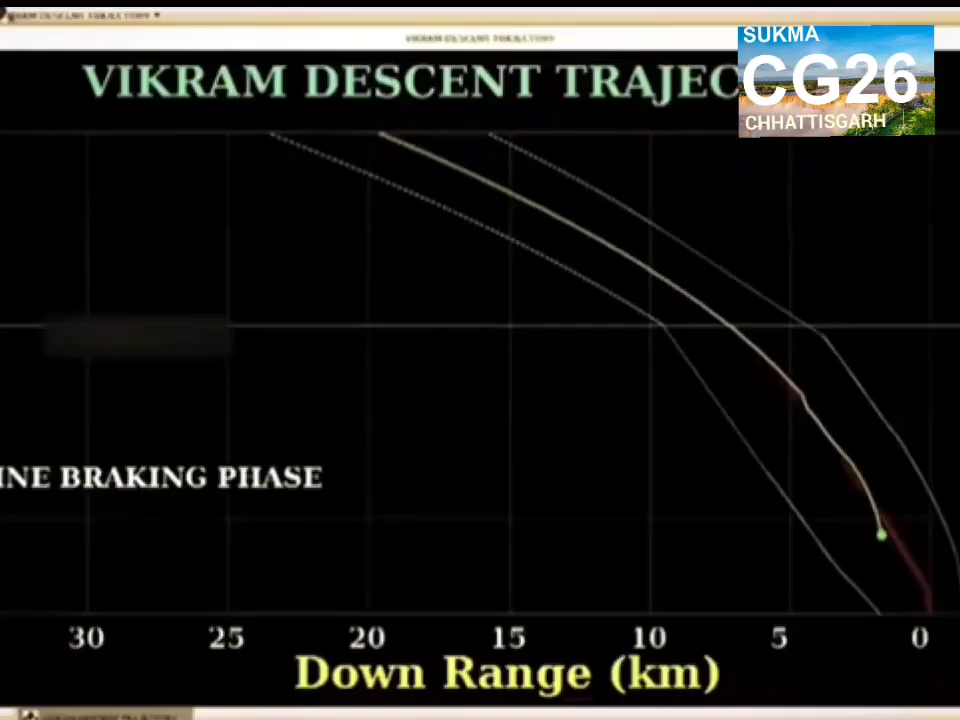 VIKRAM DESCENT TRAJEC
SUKMA
CG26
CHHATTISGARH
INE BRAKING PHASE
30 25 20 15 10 5 0
Down Range (km)